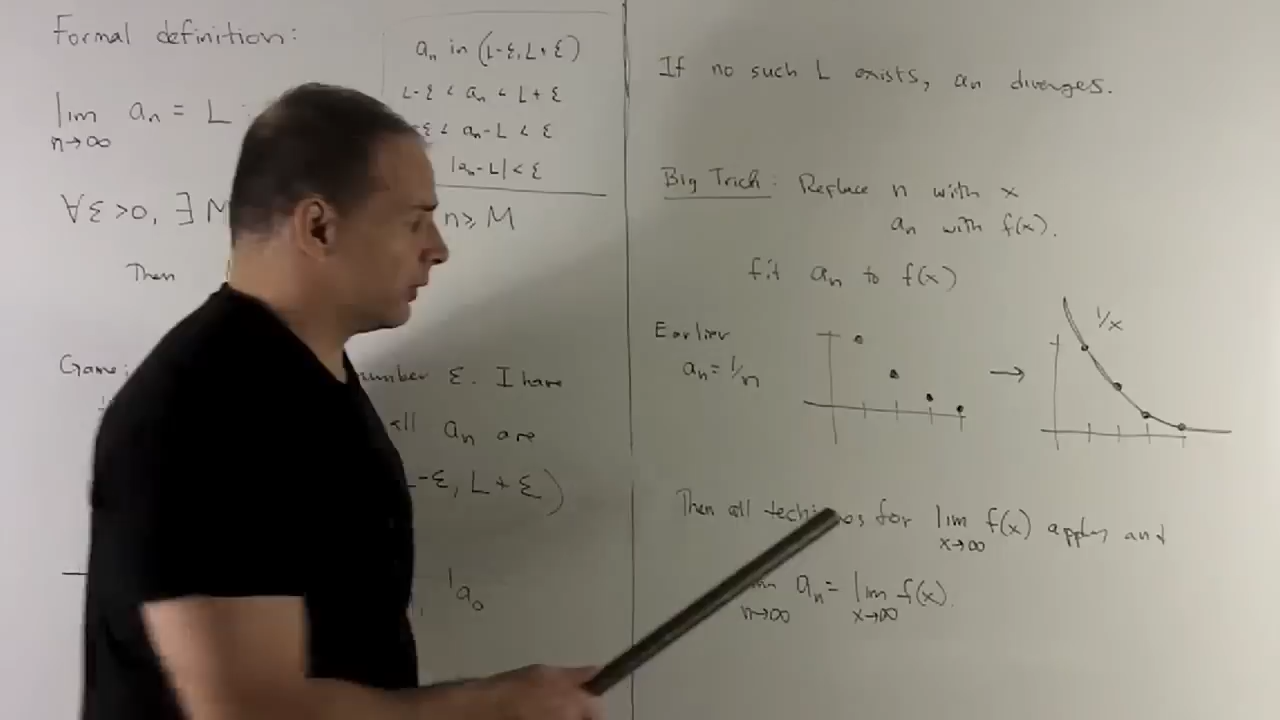 Formal definition:
lim an = L :
n→∞
∀ε >0, ∃ M n ≥ M
Then
an in (L-ε, L+ε)
L-ε < an < L+ε
-ε < an-L < ε
|an-L| < ε
Game: number ε. I have
all an are
L-ε, L+ε)
a0
If no such L exists, an diverges.
Big Trick: Replace n with x
an with f(x).
fit an to f(x)
Earlier
an = 1/n
→
1/x
Then all for lim f(x) apply and
x→∞
an = lim f(x).
n→∞ x→∞